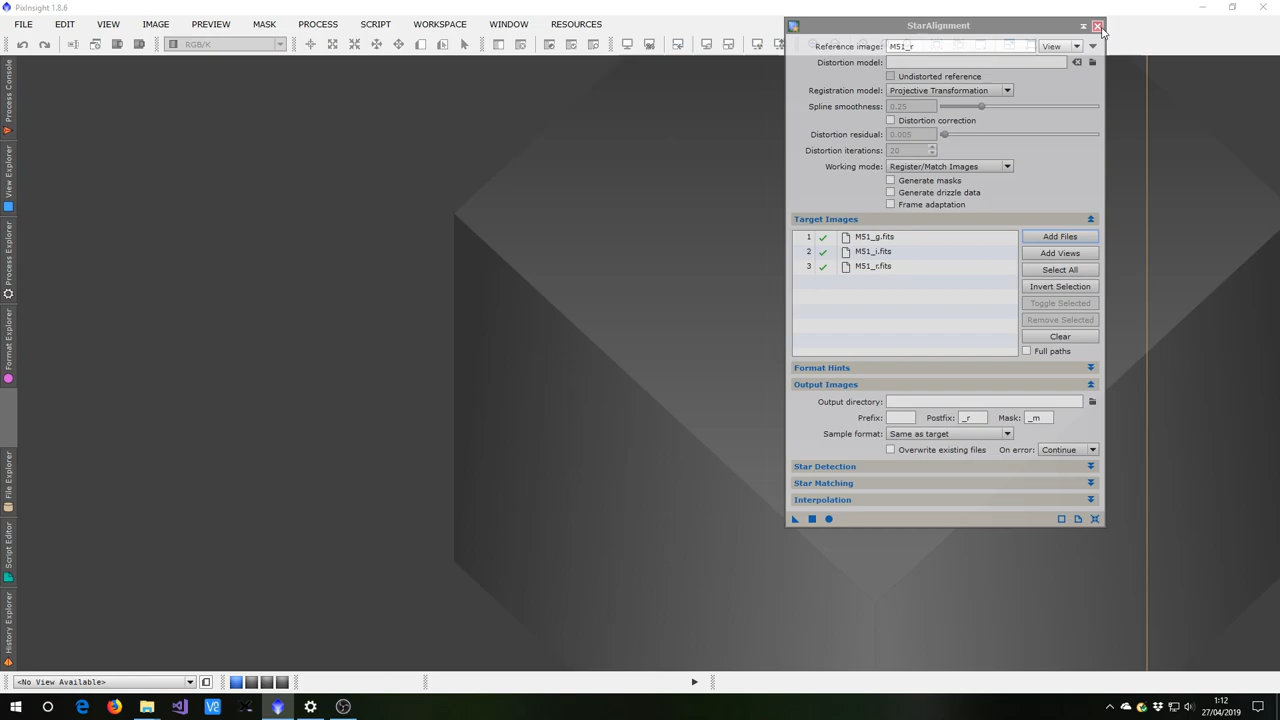 PixInsight 1.8.6
FILE EDIT VIEW IMAGE PREVIEW MASK PROCESS SCRIPT WORKSPACE WINDOW RESOURCES
RGB/K
StarAlignment
Reference image: M51_r View
Distortion model:
Undistorted reference
Registration model: Projective Transformation
Spline smoothness: 0.25
Distortion correction
Distortion residual: 0.005
Distortion iterations: 20
Working mode: Register/Match Images
Generate masks
Generate drizzle data
Frame adaptation
Target Images
1 M51_g.fits
2 M51_i.fits
3 M51_r.fits
Add Files
Add Views
Select All
Invert Selection
Toggle Selected
Remove Selected
Clear
Full paths
Format Hints
Output Images
Output directory:
Prefix: Postfix: _r Mask: _m
Sample format: Same as target
Overwrite existing files On error: Continue
Star Detection
Star Matching
Interpolation
Process Console
View Explorer
Process Explorer
Format Explorer
File Explorer
Script Editor
History Explorer
<No View Available>
1:12
27/04/2019